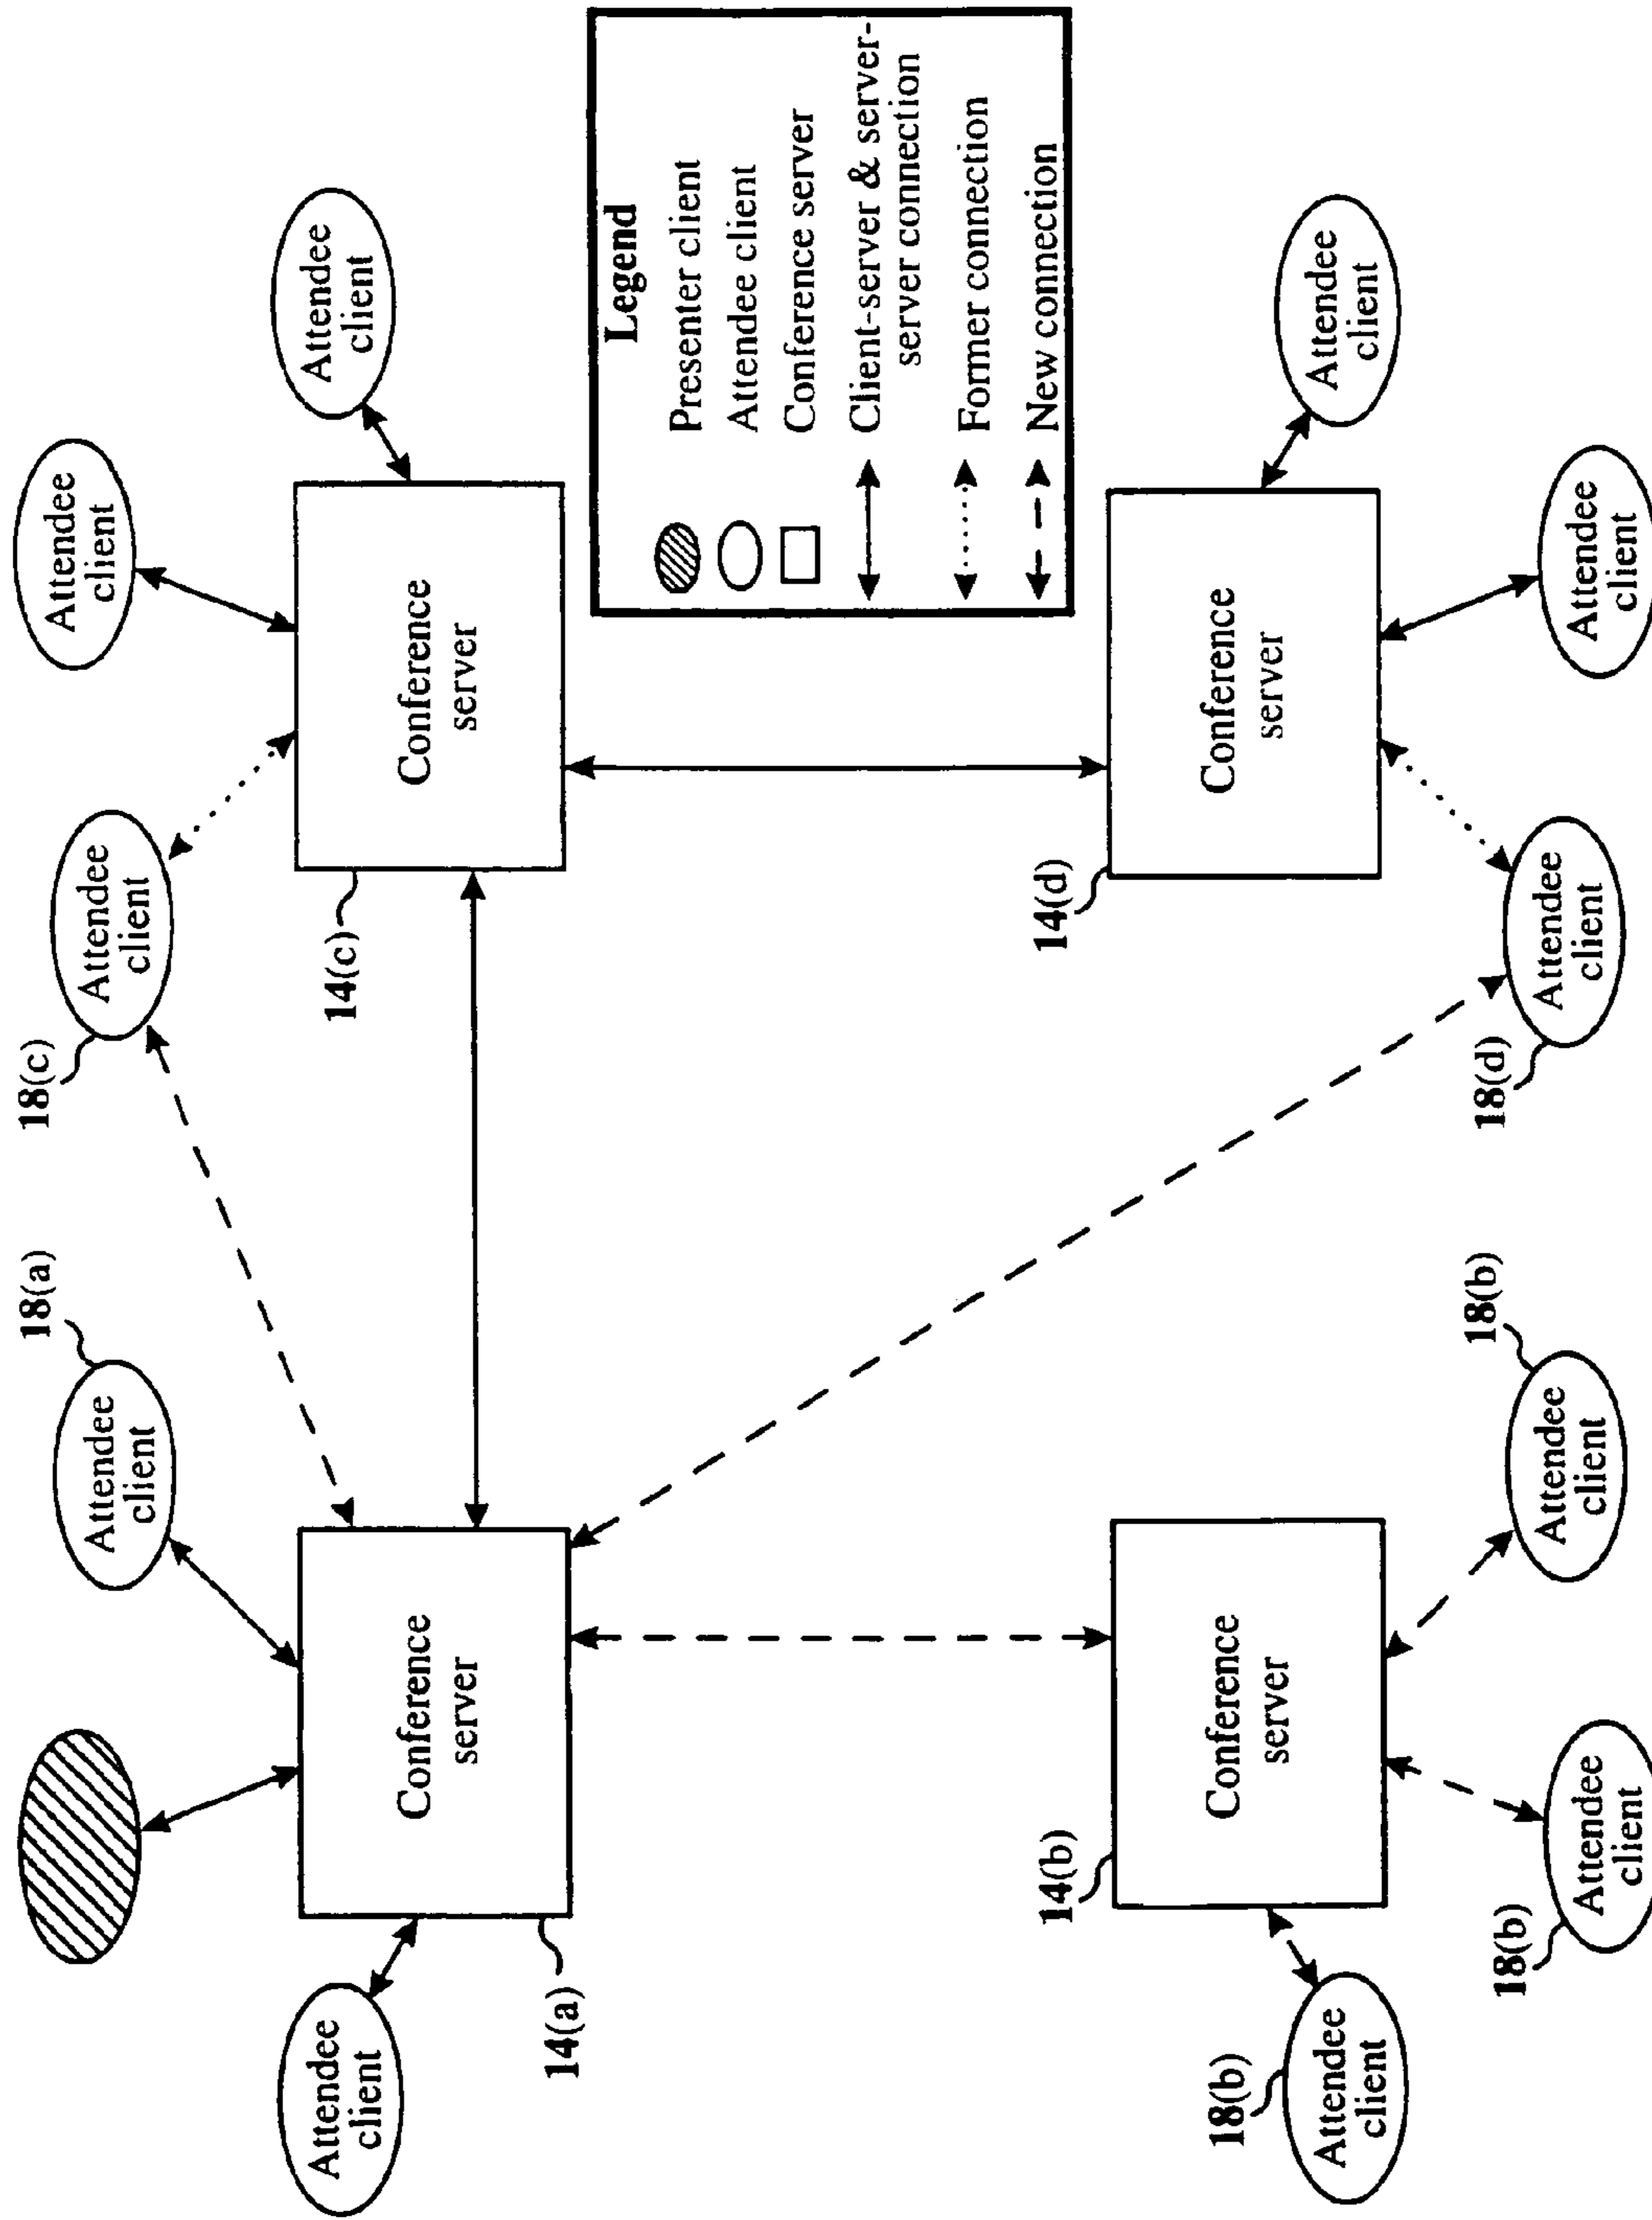 Attendee
client
14(a)
Conference
server
18(a)
Attendee
client
18(c)
Attendee
client
14(c)
Conference
server
Attendee
client
Attendee
client
18(b)
Attendee
client
18(b)
Attendee
client
14(b)
Conference
server
18(b)
Attendee
client
18(d)
Attendee
client
14(d)
Conference
server
Attendee
client
Attendee
client
Legend
Presenter client
Attendee client
Conference server
Client-server & server-
server connection
Former connection
New connection